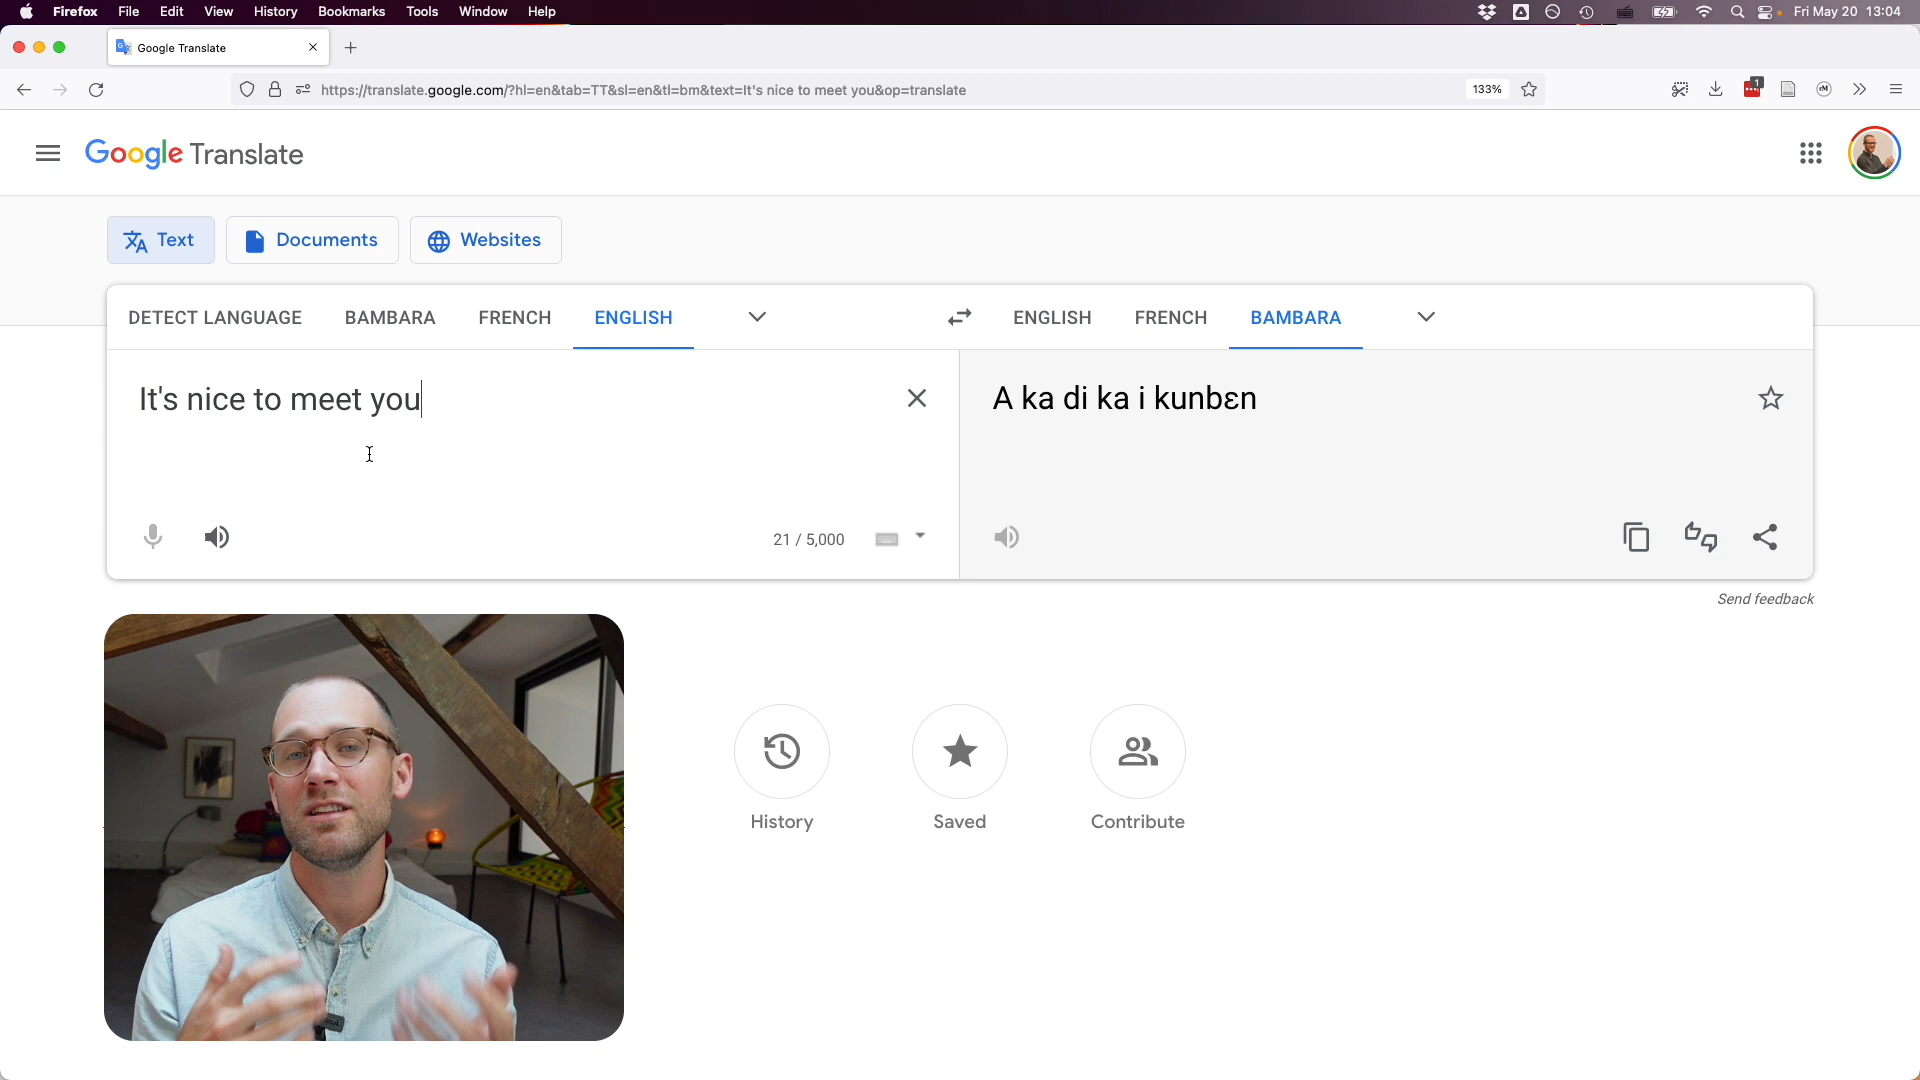 Firefox File Edit View History Bookmarks Tools Window Help Fri May 20 13:04
Google Translate
https://translate.google.com/?hl=en&tab=TT&sl=en&tl=bm&text=It's nice to meet you&op=translate 133% 1
Google Translate
Text Documents Websites
DETECT LANGUAGE BAMBARA FRENCH ENGLISH ENGLISH FRENCH BAMBARA
It's nice to meet you A ka di ka i kunbɛn
21 / 5,000
Send feedback
History Saved Contribute